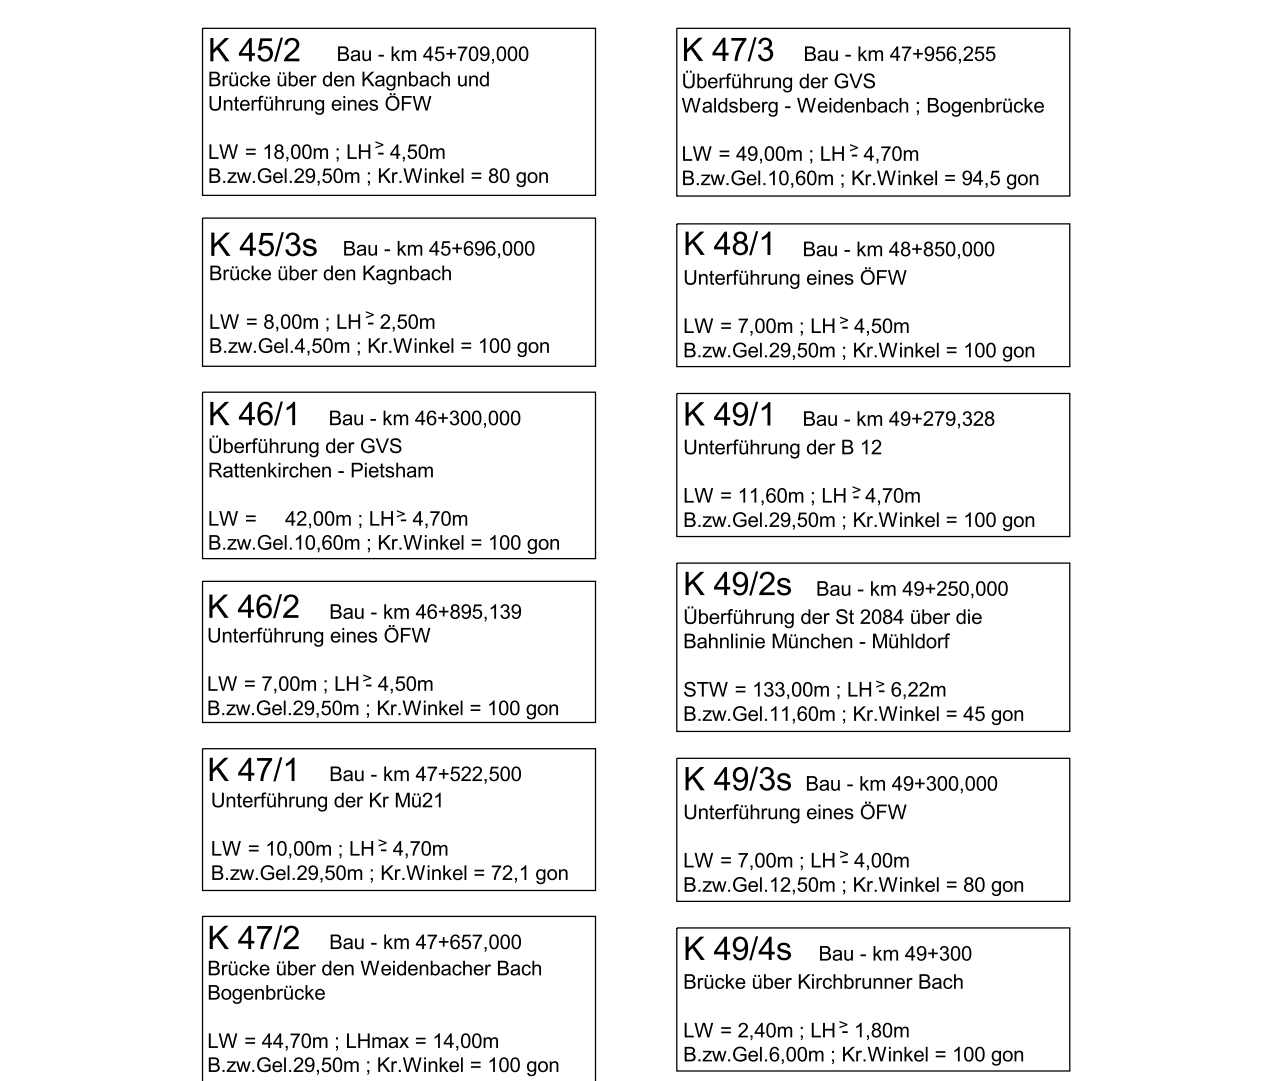 K 45/2 Bau - km 45+709,000
Brücke über den Kagnbach und
Unterführung eines ÖFW
LW = 18,00m ; LH ≥ 4,50m
B.zw.Gel.29,50m ; Kr.Winkel = 80 gon
K 45/3s Bau - km 45+696,000
Brücke über den Kagnbach
LW = 8,00m ; LH ≥ 2,50m
B.zw.Gel.4,50m ; Kr.Winkel = 100 gon
K 46/1 Bau - km 46+300,000
Überführung der GVS
Rattenkirchen - Pietsham
LW = 42,00m ; LH ≥ 4,70m
B.zw.Gel.10,60m ; Kr.Winkel = 100 gon
K 46/2 Bau - km 46+895,139
Unterführung eines ÖFW
LW = 7,00m ; LH ≥ 4,50m
B.zw.Gel.29,50m ; Kr.Winkel = 100 gon
K 47/1 Bau - km 47+522,500
Unterführung der Kr Mü21
LW = 10,00m ; LH ≥ 4,70m
B.zw.Gel.29,50m ; Kr.Winkel = 72,1 gon
K 47/2 Bau - km 47+657,000
Brücke über den Weidenbacher Bach
Bogenbrücke
LW = 44,70m ; LHmax = 14,00m
B.zw.Gel.29,50m ; Kr.Winkel = 100 gon
K 47/3 Bau - km 47+956,255
Überführung der GVS
Waldsberg - Weidenbach ; Bogenbrücke
LW = 49,00m ; LH ≥ 4,70m
B.zw.Gel.10,60m ; Kr.Winkel = 94,5 gon
K 48/1 Bau - km 48+850,000
Unterführung eines ÖFW
LW = 7,00m ; LH ≥ 4,50m
B.zw.Gel.29,50m ; Kr.Winkel = 100 gon
K 49/1 Bau - km 49+279,328
Unterführung der B 12
LW = 11,60m ; LH ≥ 4,70m
B.zw.Gel.29,50m ; Kr.Winkel = 100 gon
K 49/2s Bau - km 49+250,000
Überführung der St 2084 über die
Bahnlinie München - Mühldorf
STW = 133,00m ; LH ≥ 6,22m
B.zw.Gel.11,60m ; Kr.Winkel = 45 gon
K 49/3s Bau - km 49+300,000
Unterführung eines ÖFW
LW = 7,00m ; LH ≥ 4,00m
B.zw.Gel.12,50m ; Kr.Winkel = 80 gon
K 49/4s Bau - km 49+300
Brücke über Kirchbrunner Bach
LW = 2,40m ; LH ≥ 1,80m
B.zw.Gel.6,00m ; Kr.Winkel = 100 gon